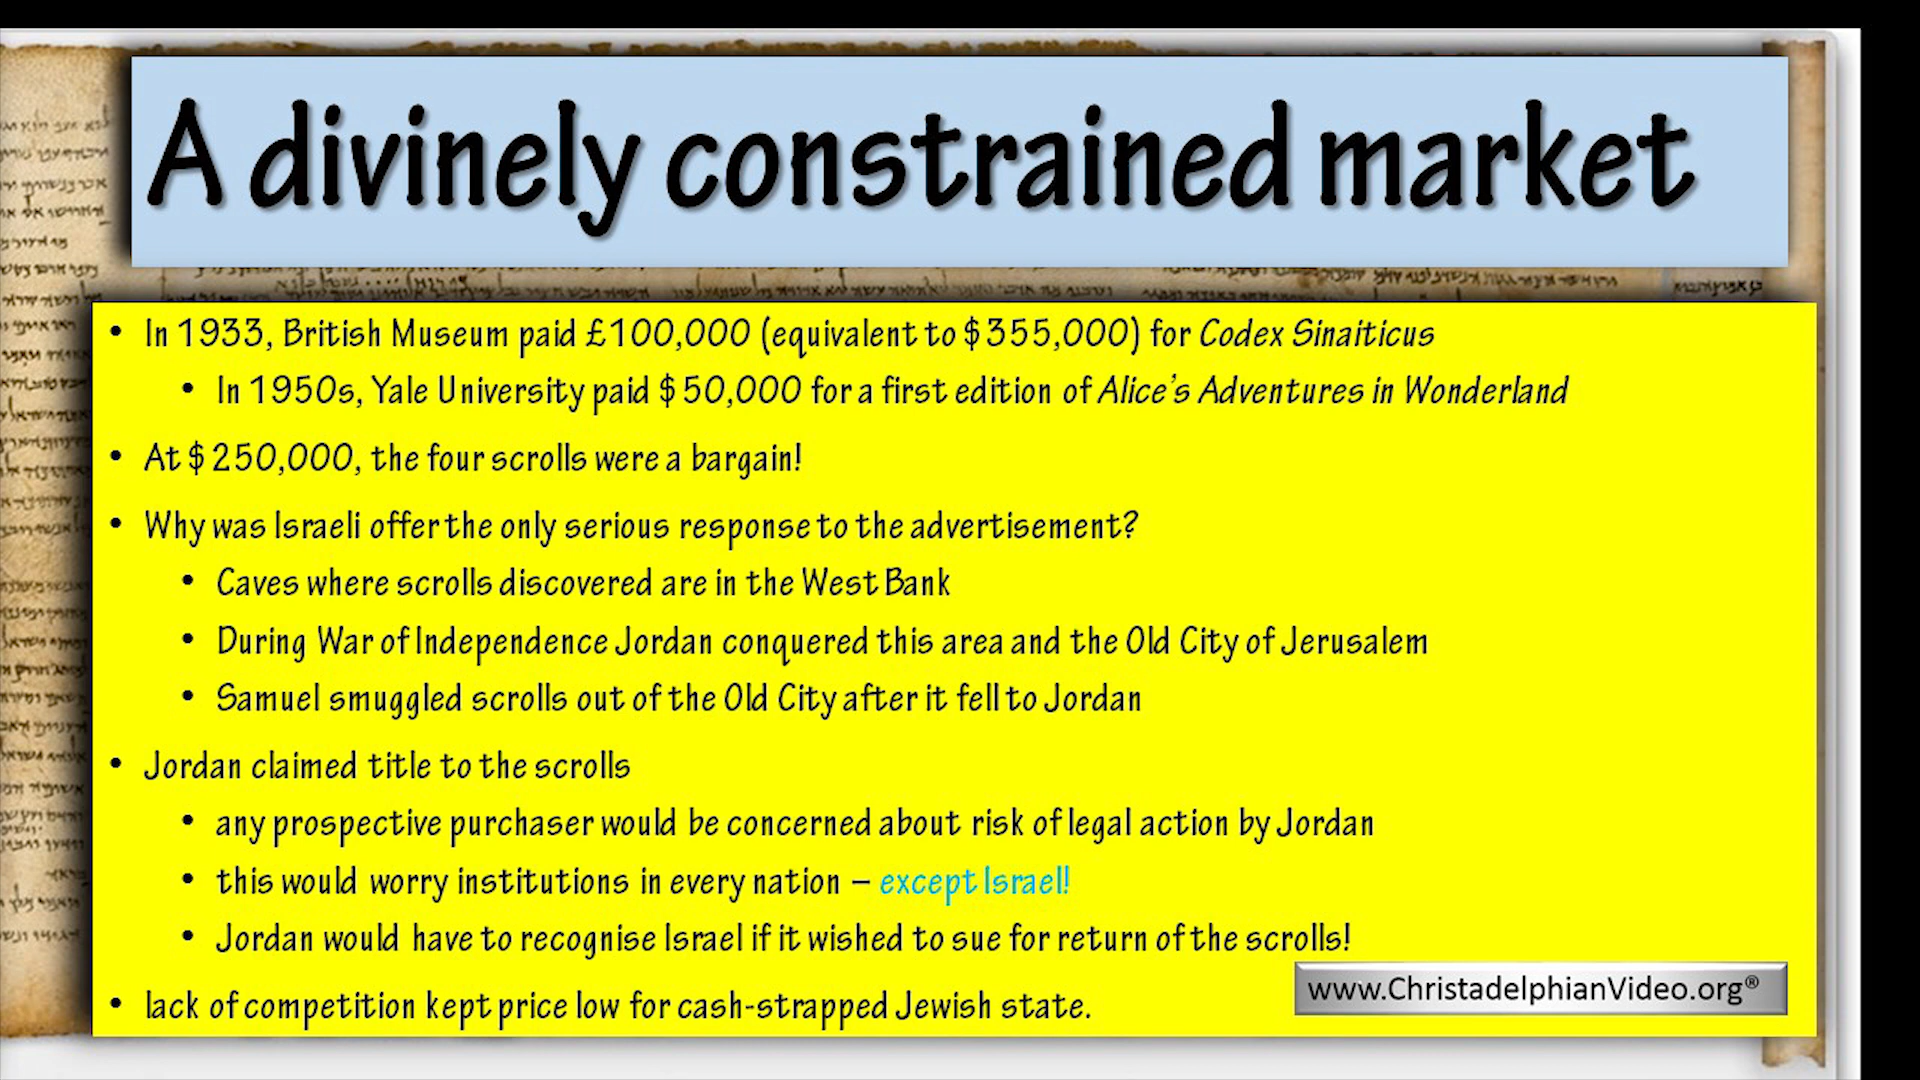 A divinely constrained market
• In 1933, British Museum paid £100,000 (equivalent to $355,000) for Codex Sinaiticus
• In 1950s, Yale University paid $50,000 for a first edition of Alice's Adventures in Wonderland
• At $250,000, the four scrolls were a bargain!
• Why was Israeli offer the only serious response to the advertisement?
• Caves where scrolls discovered are in the West Bank
• During War of Independence Jordan conquered this area and the Old City of Jerusalem
• Samuel smuggled scrolls out of the Old City after it fell to Jordan
• Jordan claimed title to the scrolls
• any prospective purchaser would be concerned about risk of legal action by Jordan
• this would worry institutions in every nation – except Israel!
• Jordan would have to recognise Israel if it wished to sue for return of the scrolls!
• lack of competition kept price low for cash-strapped Jewish state.
www.ChristadelphianVideo.org®